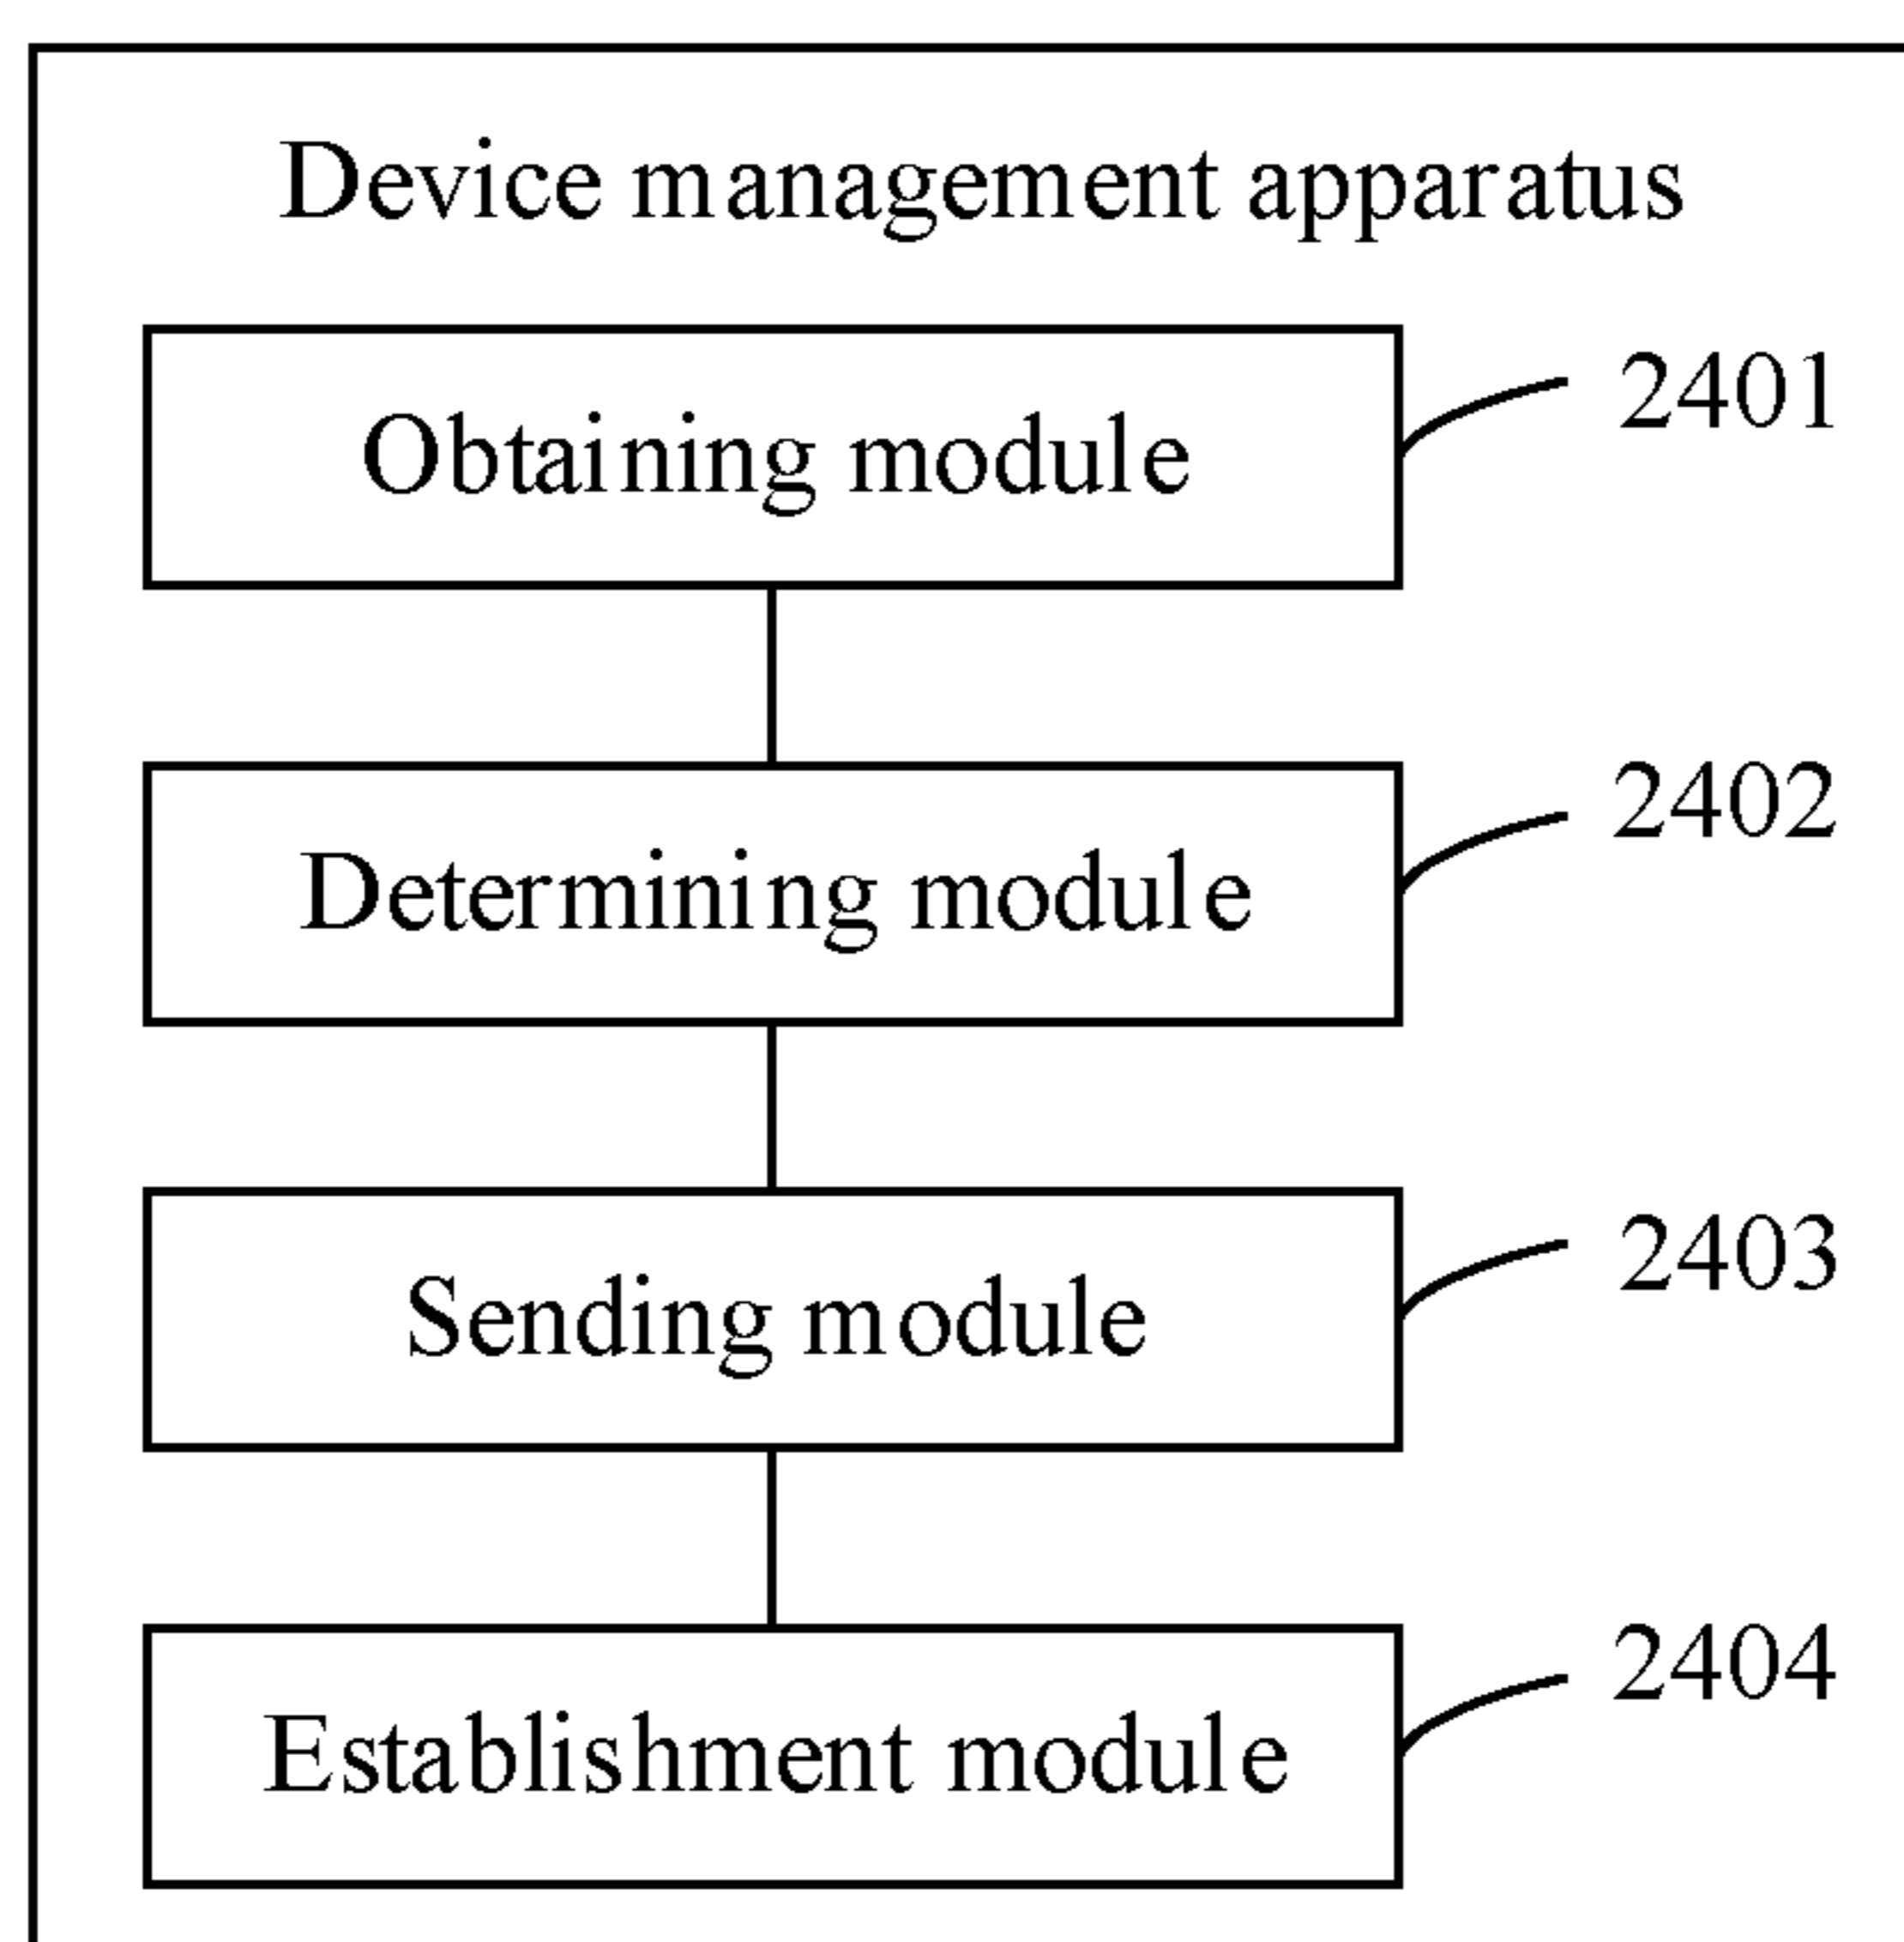 Device management apparatus
Obtaining module
2401
Determining module
2402
Sending module
2403
Establishment module
2404